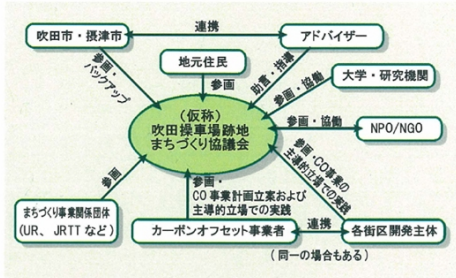 吹田市・摂津市
連携
アドバイザー
地元住民
参画・
バックアップ
参画
助言・指導
大学・研究機関
参画・協働
(仮称)
吹田操車場跡地
まちづくり協議会
参画・協働
NPO/NGO
参画
参画・
CO事業計画立案および
主導的立場での実践
参画・CO事業の
主導的立場での実践
まちづくり事業関係団体
(UR、JRTTなど)
カーボンオフセット事業者
連携
各街区開発主体
(同一の場合もある)